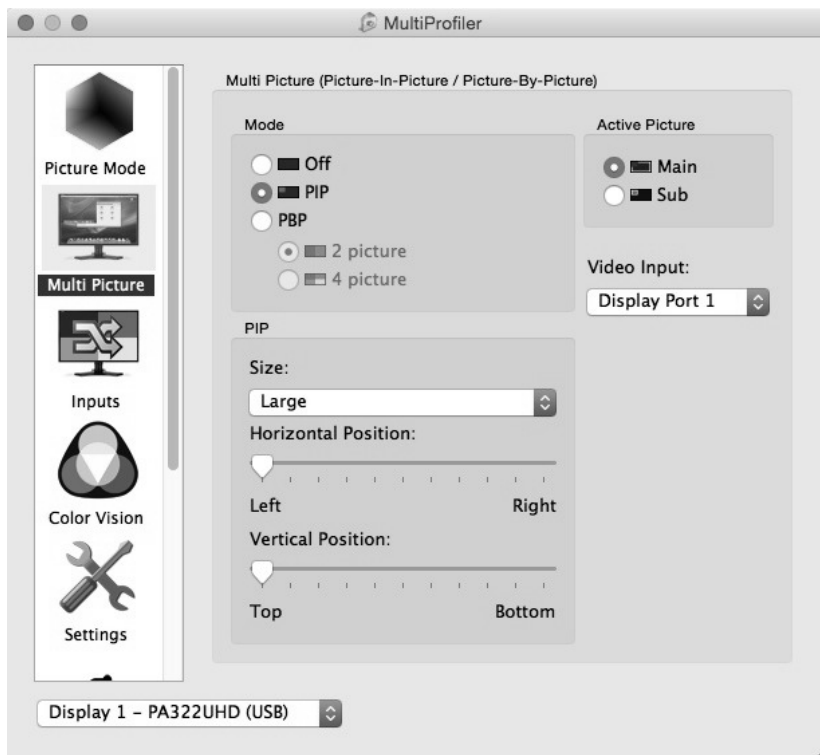 MultiProfiler
Picture Mode
Multi Picture
Inputs
Color Vision
Settings
Multi Picture (Picture-In-Picture / Picture-By-Picture)
Mode
Off
PIP
PBP
2 picture
4 picture
Active Picture
Main
Sub
Video Input:
Display Port 1
PIP
Size:
Large
Horizontal Position:
Left Right
Vertical Position:
Top Bottom
Display 1 – PA322UHD (USB)